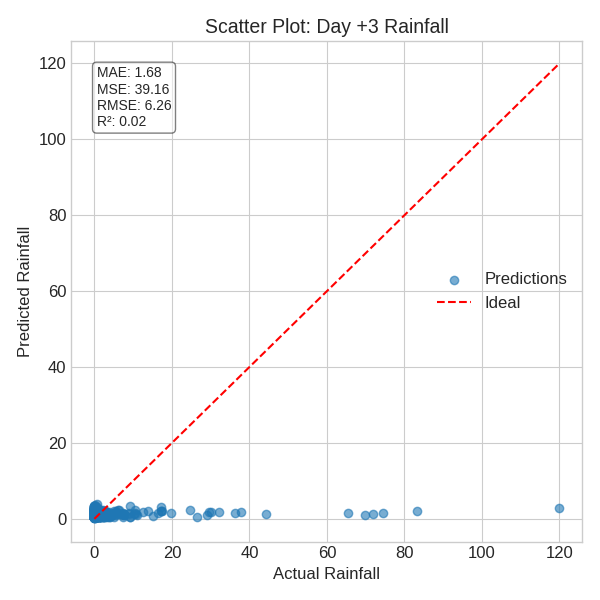 Scatter Plot: Day +3 Rainfall
120
100
80
60
40
20
0
MAE: 1.68
MSE: 39.16
RMSE: 6.26
R²: 0.02
Predictions
Ideal
Predicted Rainfall
0 20 40 60 80 100 120
Actual Rainfall